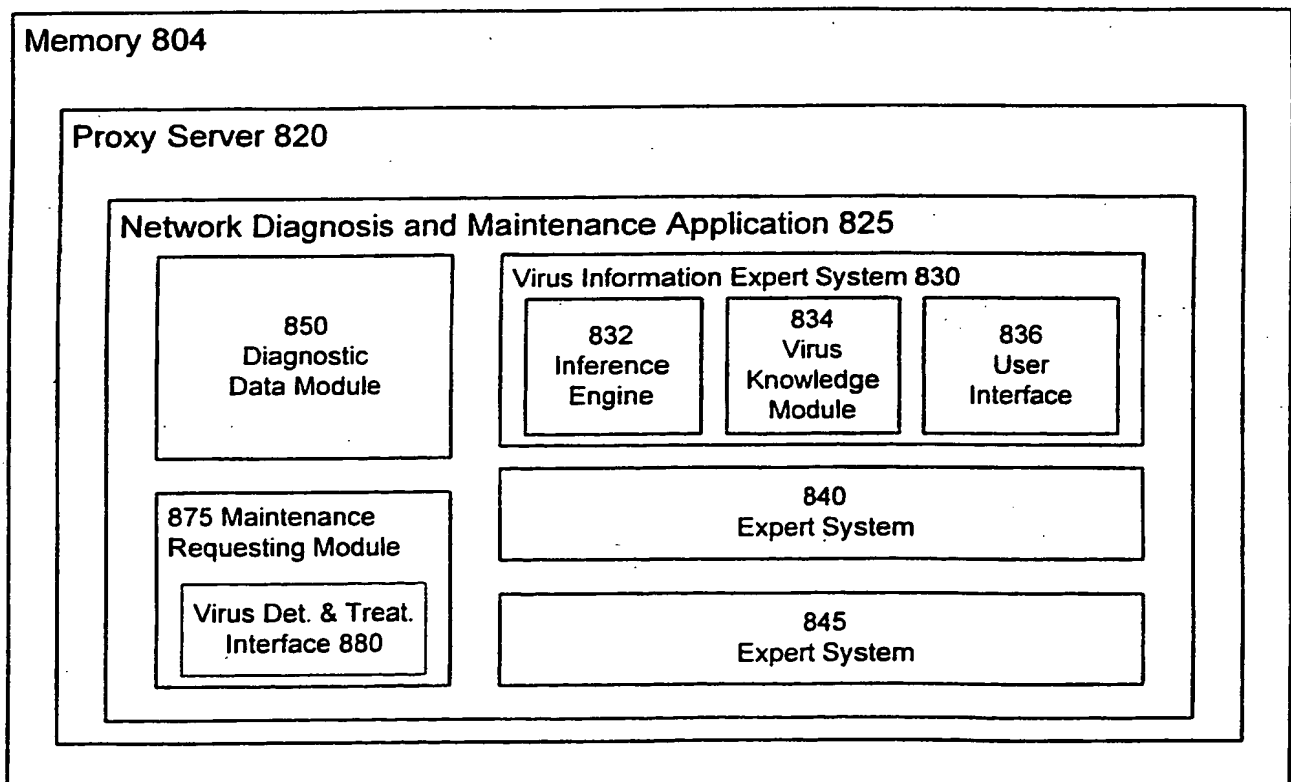 Memory 804
Proxy Server 820
Network Diagnosis and Maintenance Application 825
850
Diagnostic
Data Module
Virus Information Expert System 830
832
Inference
Engine
834
Virus
Knowledge
Module
836
User
Interface
875 Maintenance
Requesting Module
Virus Det. & Treat.
Interface 880
840
Expert System
845
Expert System